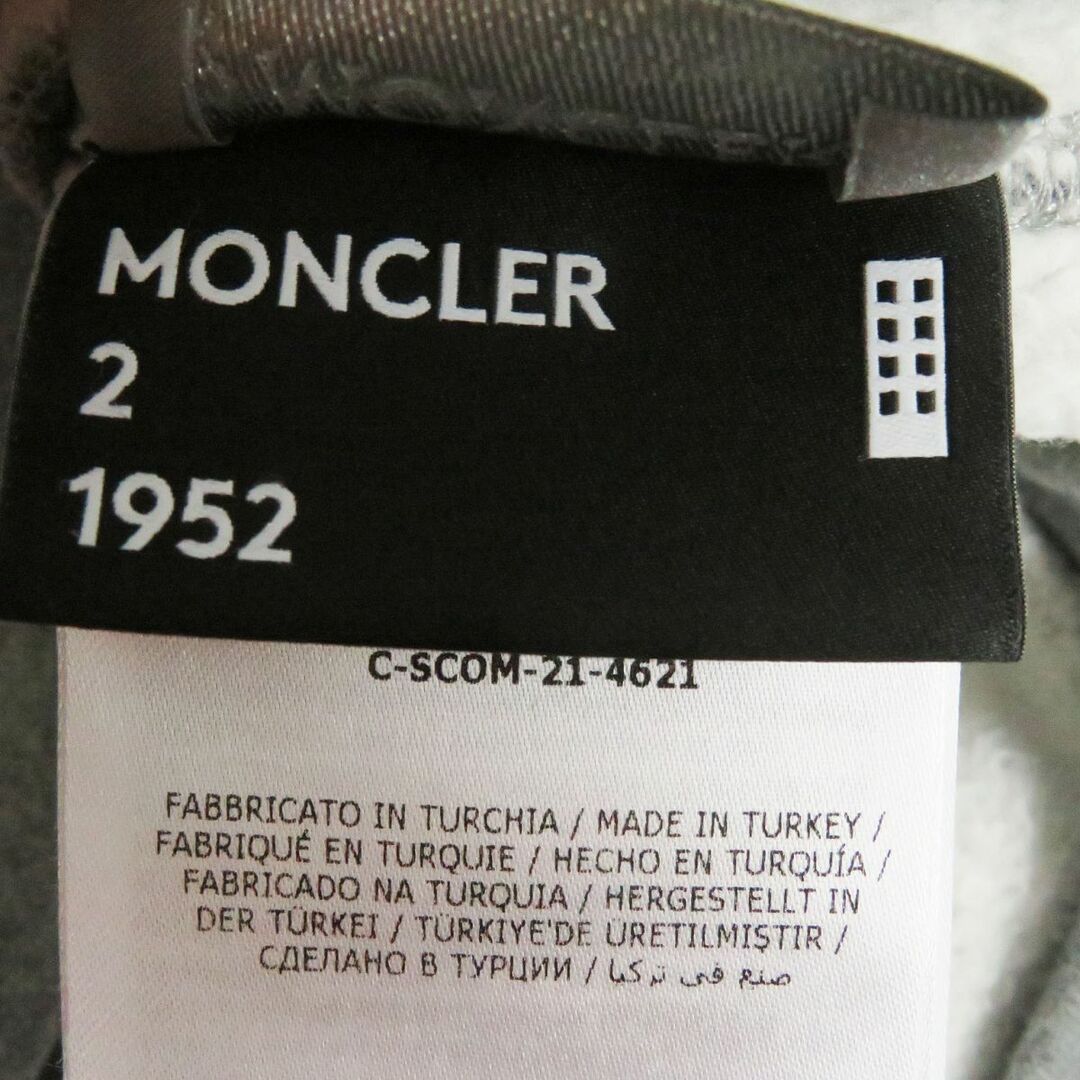 MONCLER
2
1952
C-SCOM-21-4621
FABBRICATO IN TURCHIA / MADE IN TURKEY /
FABRIQUÉ EN TURQUIE / HECHO EN TURQUÍA /
FABRICADO NA TURQUIA / HERGESTELLT IN
DER TÜRKEI / TÜRKIYE'DE ÜRETILMIŞTIR /
СДЕЛАНО В ТУРЦИИ / صنع في تركيا